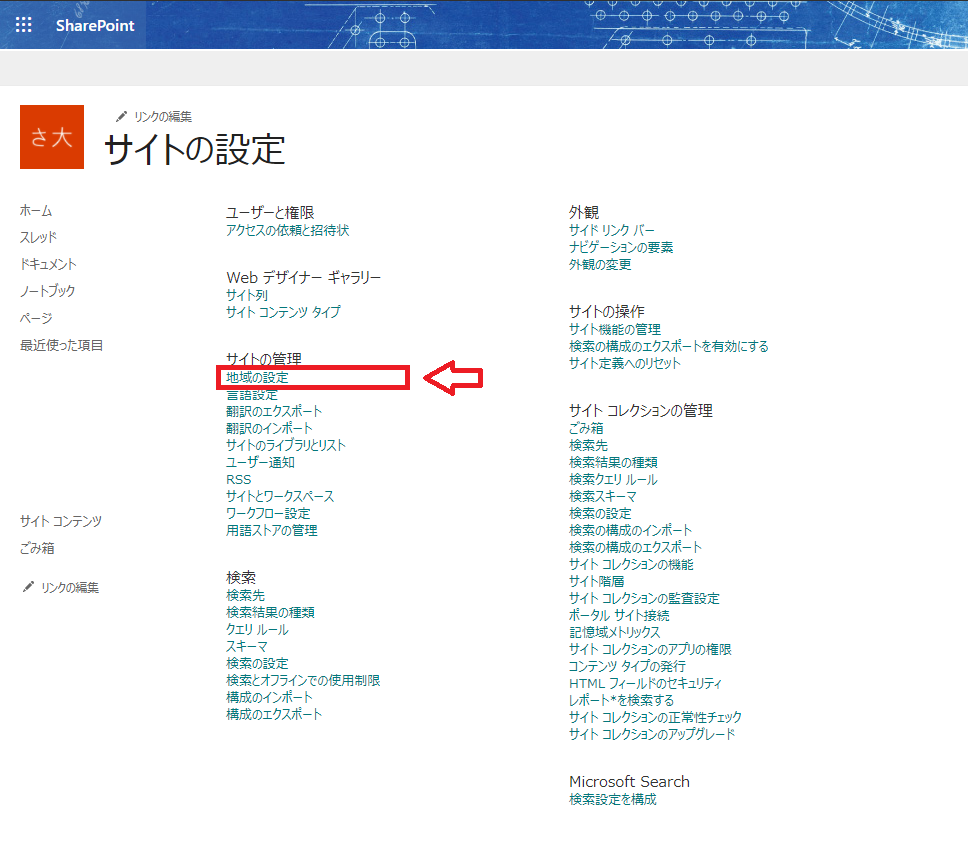 SharePoint
さ大
リンクの編集
サイトの設定
ホーム
スレッド
ドキュメント
ノートブック
ページ
最近使った項目
サイト コンテンツ
ごみ箱
リンクの編集
ユーザーと権限
アクセスの依頼と招待状
Web デザイナー ギャラリー
サイト列
サイト コンテンツ タイプ
サイトの管理
地域の設定
言語設定
翻訳のエクスポート
翻訳のインポート
サイトのライブラリとリスト
ユーザー通知
RSS
サイトとワークスペース
ワークフロー設定
用語ストアの管理
検索
検索先
検索結果の種類
クエリ ルール
スキーマ
検索の設定
検索とオフラインでの使用制限
構成のインポート
構成のエクスポート
外観
サイド リンク バー
ナビゲーションの要素
外観の変更
サイトの操作
サイト機能の管理
検索の構成のエクスポートを有効にする
サイト定義へのリセット
サイト コレクションの管理
ごみ箱
検索先
検索結果の種類
検索クエリ ルール
検索スキーマ
検索の設定
検索の構成のインポート
検索の構成のエクスポート
サイト コレクションの機能
サイト階層
サイト コレクションの監査設定
ポータル サイト接続
記憶域メトリックス
サイト コレクションのアプリの権限
コンテンツ タイプの発行
HTML フィールドのセキュリティ
レポート*を検索する
サイト コレクションの正常性チェック
サイト コレクションのアップグレード
Microsoft Search
検索設定を構成